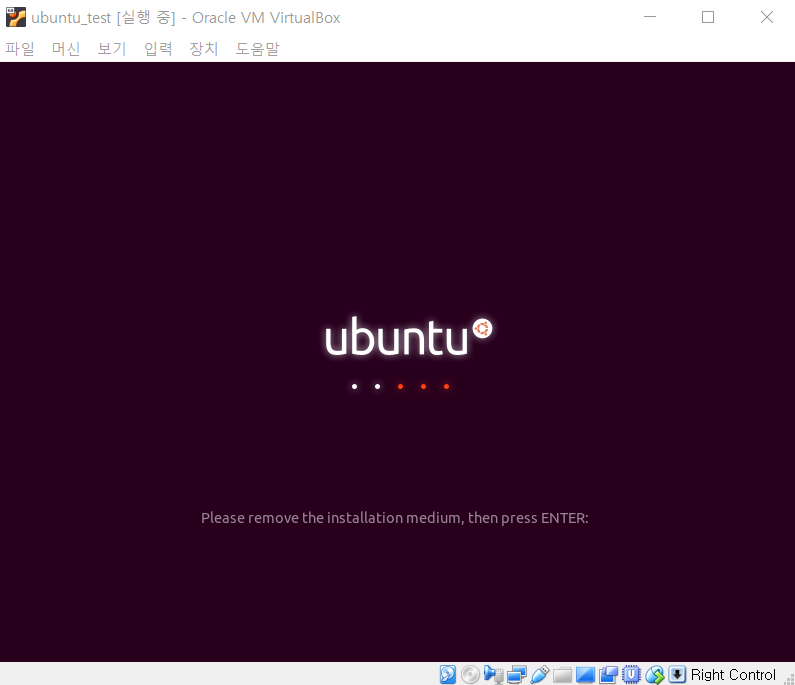 ubuntu_test [실행 중] - Oracle VM VirtualBox
파일 머신 보기 입력 장치 도움말
ubuntu
Please remove the installation medium, then press ENTER:
Right Control